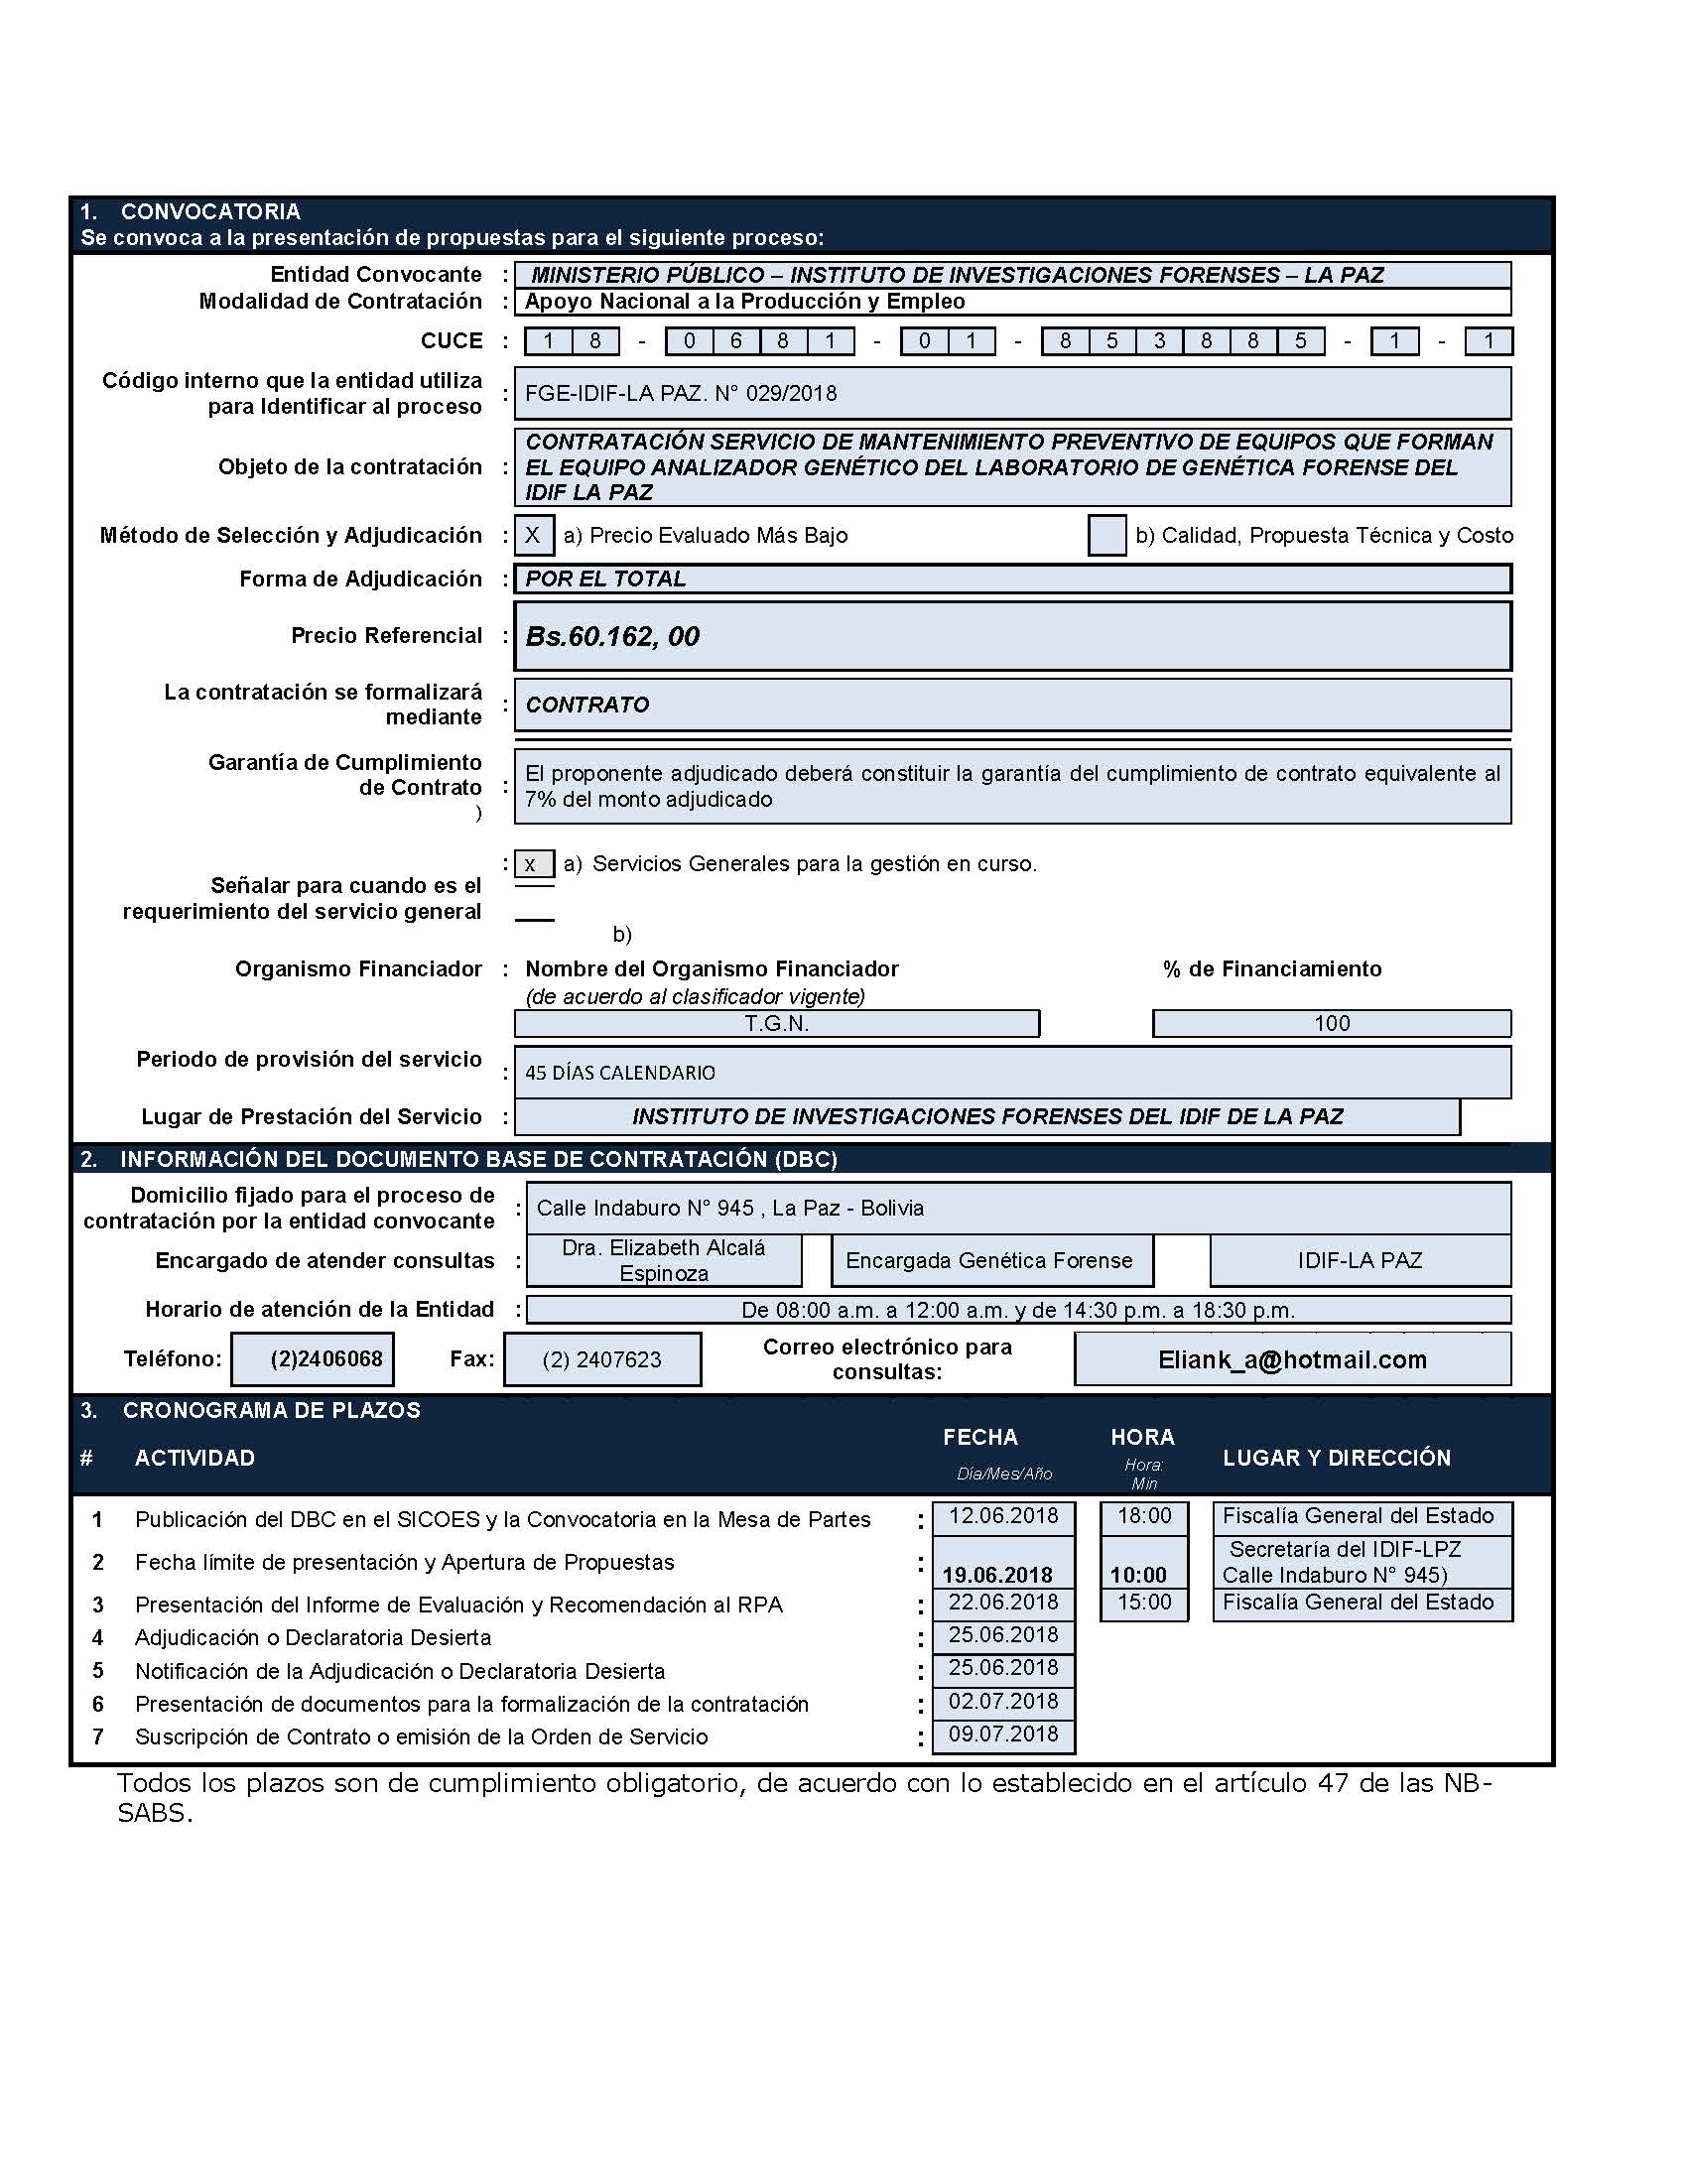 1. CONVOCATORIA
Se convoca a la presentación de propuestas para el siguiente proceso:
Entidad Convocante : MINISTERIO PÚBLICO – INSTITUTO DE INVESTIGACIONES FORENSES – LA PAZ
Modalidad de Contratación : Apoyo Nacional a la Producción y Empleo
CUCE : 1 8 - 0 6 8 1 - 0 1 - 8 5 3 8 8 5 - 1 - 1
Código interno que la entidad utiliza
para Identificar al proceso : FGE-IDIF-LA PAZ. N° 029/2018
Objeto de la contratación : CONTRATACIÓN SERVICIO DE MANTENIMIENTO PREVENTIVO DE EQUIPOS QUE FORMAN
EL EQUIPO ANALIZADOR GENÉTICO DEL LABORATORIO DE GENÉTICA FORENSE DEL
IDIF LA PAZ
Método de Selección y Adjudicación : X a) Precio Evaluado Más Bajo b) Calidad, Propuesta Técnica y Costo
Forma de Adjudicación : POR EL TOTAL
Precio Referencial : Bs.60.162, 00
La contratación se formalizará
mediante : CONTRATO
Garantía de Cumplimiento
de Contrato
) : El proponente adjudicado deberá constituir la garantía del cumplimiento de contrato equivalente al
7% del monto adjudicado
Señalar para cuando es el
requerimiento del servicio general : x a) Servicios Generales para la gestión en curso.
b)
Organismo Financiador : Nombre del Organismo Financiador % de Financiamiento
(de acuerdo al clasificador vigente)
T.G.N. 100
Periodo de provisión del servicio : 45 DÍAS CALENDARIO
Lugar de Prestación del Servicio : INSTITUTO DE INVESTIGACIONES FORENSES DEL IDIF DE LA PAZ
2. INFORMACIÓN DEL DOCUMENTO BASE DE CONTRATACIÓN (DBC)
Domicilio fijado para el proceso de
contratación por la entidad convocante : Calle Indaburo N° 945 , La Paz - Bolivia
Encargado de atender consultas : Dra. Elizabeth Alcalá
Espinoza Encargada Genética Forense IDIF-LA PAZ
Horario de atención de la Entidad : De 08:00 a.m. a 12:00 a.m. y de 14:30 p.m. a 18:30 p.m.
Teléfono: (2)2406068 Fax: (2) 2407623 Correo electrónico para
consultas: Eliank_a@hotmail.com
3. CRONOGRAMA DE PLAZOS
# ACTIVIDAD FECHA HORA LUGAR Y DIRECCIÓN
Día/Mes/Año Hora:
Min
1 Publicación del DBC en el SICOES y la Convocatoria en la Mesa de Partes : 12.06.2018 18:00 Fiscalía General del Estado
2 Fecha límite de presentación y Apertura de Propuestas : 19.06.2018 10:00 Secretaría del IDIF-LPZ
Calle Indaburo N° 945)
3 Presentación del Informe de Evaluación y Recomendación al RPA : 22.06.2018 15:00 Fiscalía General del Estado
4 Adjudicación o Declaratoria Desierta : 25.06.2018
5 Notificación de la Adjudicación o Declaratoria Desierta : 25.06.2018
6 Presentación de documentos para la formalización de la contratación : 02.07.2018
7 Suscripción de Contrato o emisión de la Orden de Servicio : 09.07.2018
Todos los plazos son de cumplimiento obligatorio, de acuerdo con lo establecido en el artículo 47 de las NB-
SABS.